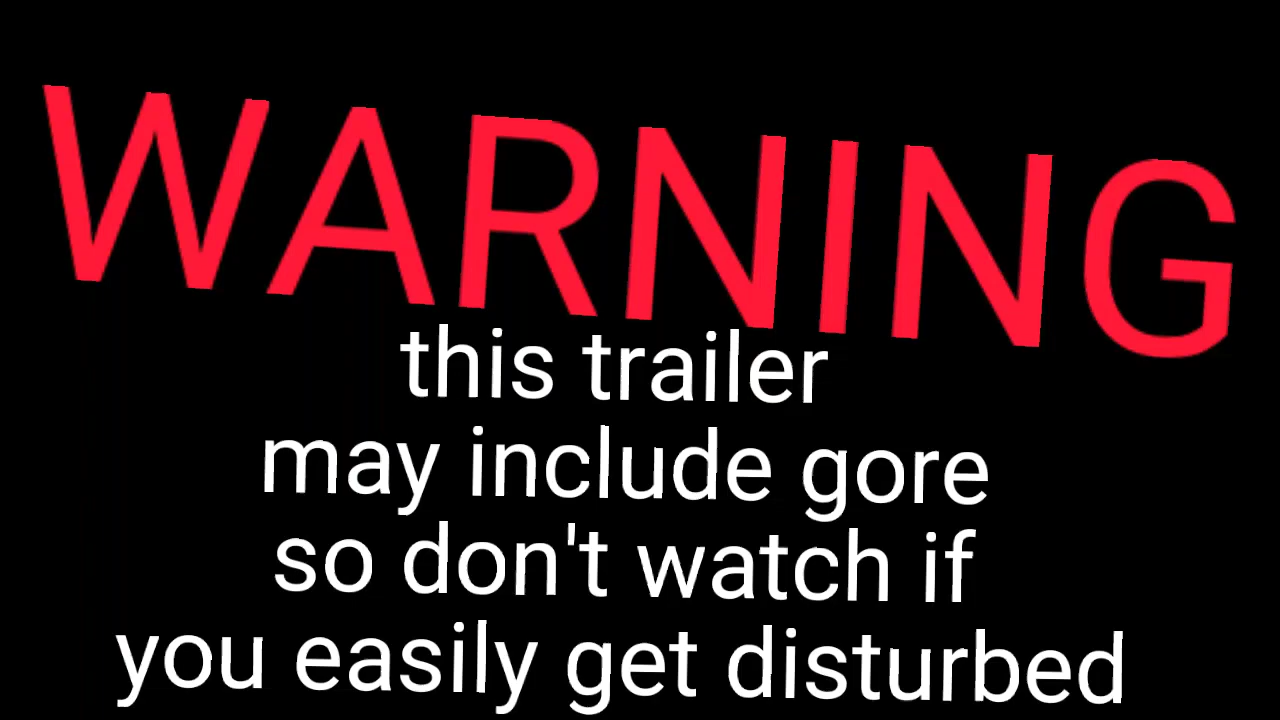 WARNING
this trailer
may include gore
so don't watch if
you easily get disturbed